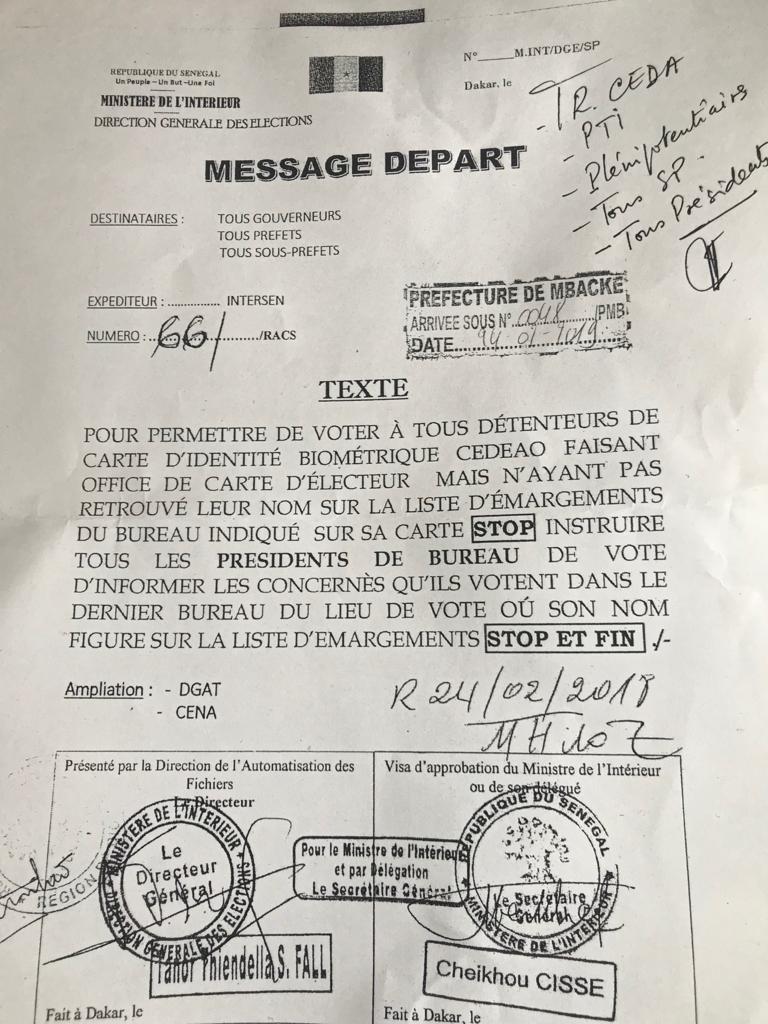 REPUBLIQUE DU SENEGAL
Un Peuple – Un But – Une Foi
MINISTERE DE L'INTERIEUR
DIRECTION GENERALE DES ELECTIONS
N°_____M.INT/DGE/SP
Dakar, le
- TR. CEDA
- PTI
- Plénipotentiaires
- Tous SP.
- Tous Présidents
MESSAGE DEPART
DESTINATAIRES : TOUS GOUVERNEURS
TOUS PREFETS
TOUS SOUS-PREFETS
EXPEDITEUR : ............... INTERSEN
NUMERO : 66/ /RACS
PREFECTURE DE MBACKE
ARRIVEE SOUS N° 0048 /PMB
DATE 24-02-2019
TEXTE
POUR PERMETTRE DE VOTER À TOUS DÉTENTEURS DE
CARTE D'IDENTITÉ BIOMÉTRIQUE CEDEAO FAISANT
OFFICE DE CARTE D'ÉLECTEUR MAIS N'AYANT PAS
RETROUVÉ LEUR NOM SUR LA LISTE D'ÉMARGEMENTS
DU BUREAU INDIQUÉ SUR SA CARTE STOP INSTRUIRE
TOUS LES PRESIDENTS DE BUREAU DE VOTE
D'INFORMER LES CONCERNÈS QU'ILS VOTENT DANS LE
DERNIER BUREAU DU LIEU DE VOTE OÚ SON NOM
FIGURE SUR LA LISTE D'EMARGEMENTS STOP ET FIN ./-
Ampliation : - DGAT
- CENA
R 24/02/2019
Présenté par la Direction de l'Automatisation des
Fichiers
Le Directeur
Visa d'approbation du Ministre de l'Intérieur
ou de son délégué
MINISTERE DE L'INTERIEUR
Le
Directeur
Général
DIRECTION GENERALE DES ELECTIONS
REGION
Pour le Ministre de l'Intérieur
et par Délégation
Le Secrétaire Général
REPUBLIQUE DU SENEGAL
Le Secrétaire
Général
MINISTERE DE L'INTERIEUR
Tanor Thiendella S. FALL
Cheikhou CISSE
Fait à Dakar, le
Fait à Dakar, le